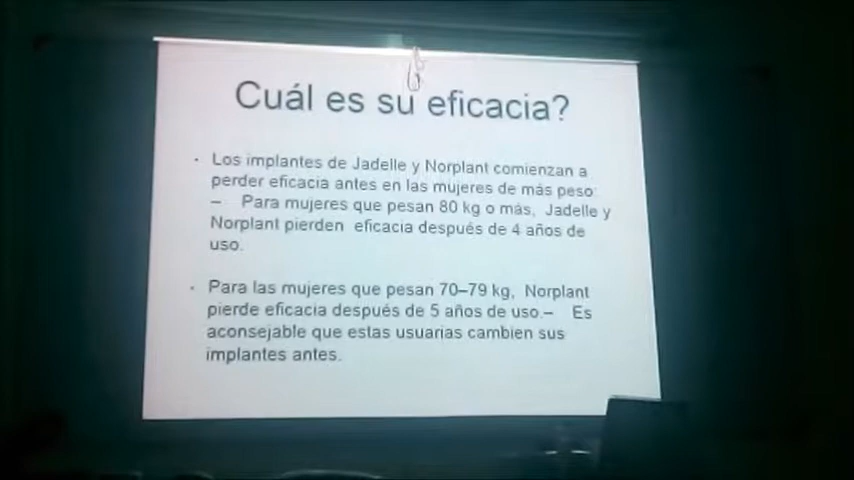 Cuál es su eficacia?
• Los implantes de Jadelle y Norplant comienzan a
perder eficacia antes en las mujeres de más peso:
– Para mujeres que pesan 80 kg o más, Jadelle y
Norplant pierden eficacia después de 4 años de
uso.
• Para las mujeres que pesan 70–79 kg, Norplant
pierde eficacia después de 5 años de uso.– Es
aconsejable que estas usuarias cambien sus
implantes antes.